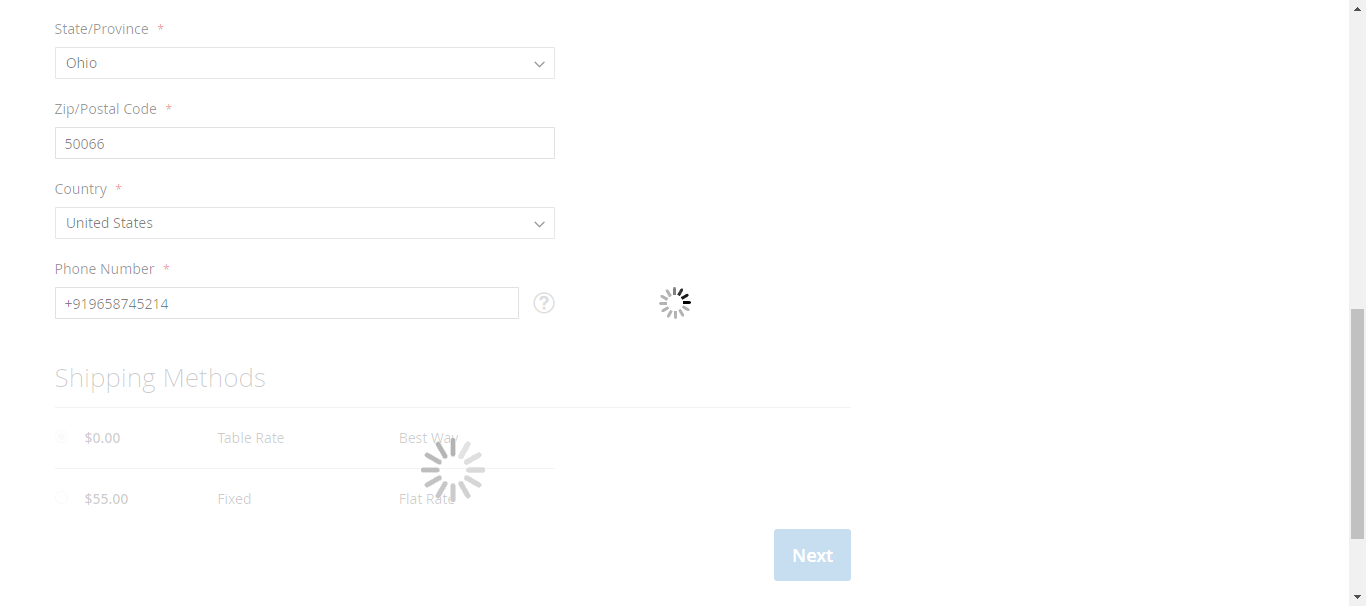 State/Province *
Ohio
Zip/Postal Code *
50066
Country *
United States
Phone Number *
+919658745214
?
Shipping Methods
$0.00 Table Rate Best Way
$55.00 Fixed Flat Rate
Next